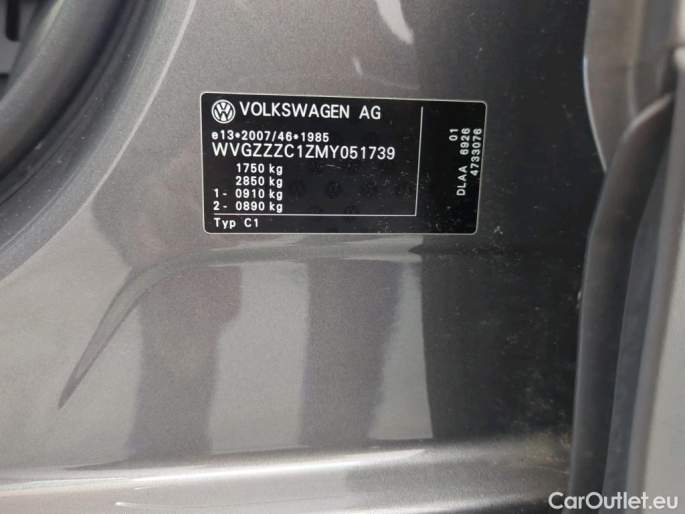 VOLKSWAGEN AG
e13*2007/46*1985
WVGZZZC1ZMY051739
1750 kg
2850 kg
1- 0910 kg
2- 0890 kg
Typ C1
01
DLAA 6926
4733076
CarOutlet.eu